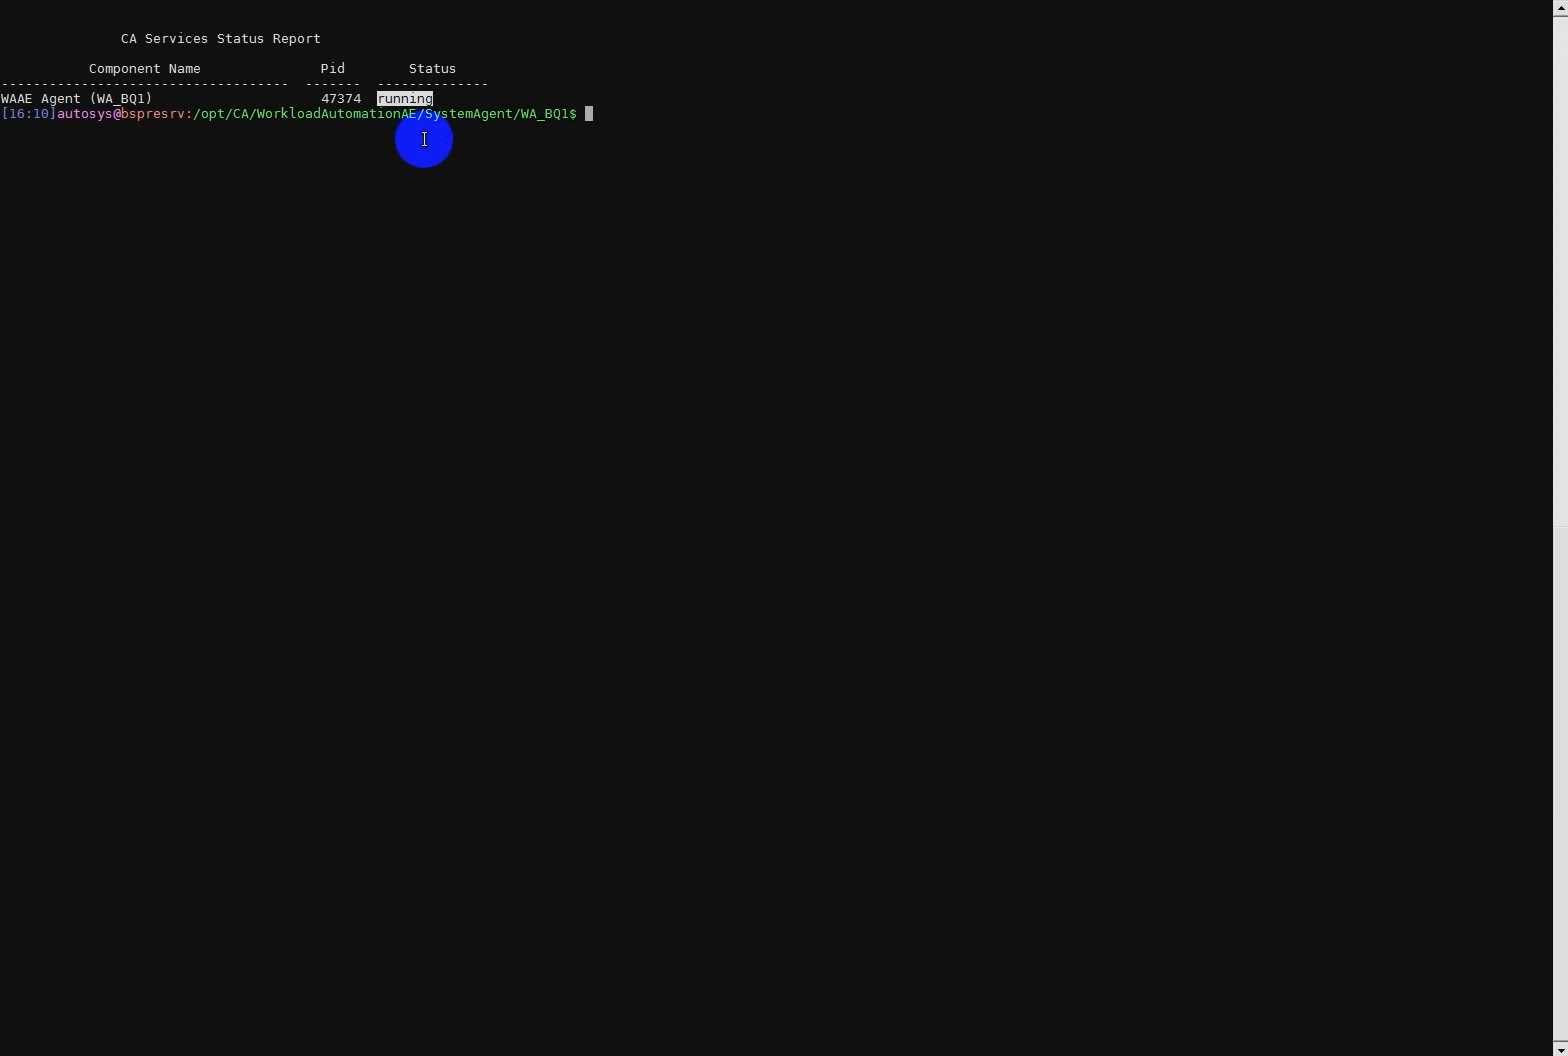 CA Services Status Report
Component Name Pid Status
------------------------------------ ------- --------------
WAAE Agent (WA_BQ1) 47374 running
[16:10]autosys@bspresrv:/opt/CA/WorkloadAutomationAE/SystemAgent/WA_BQ1$